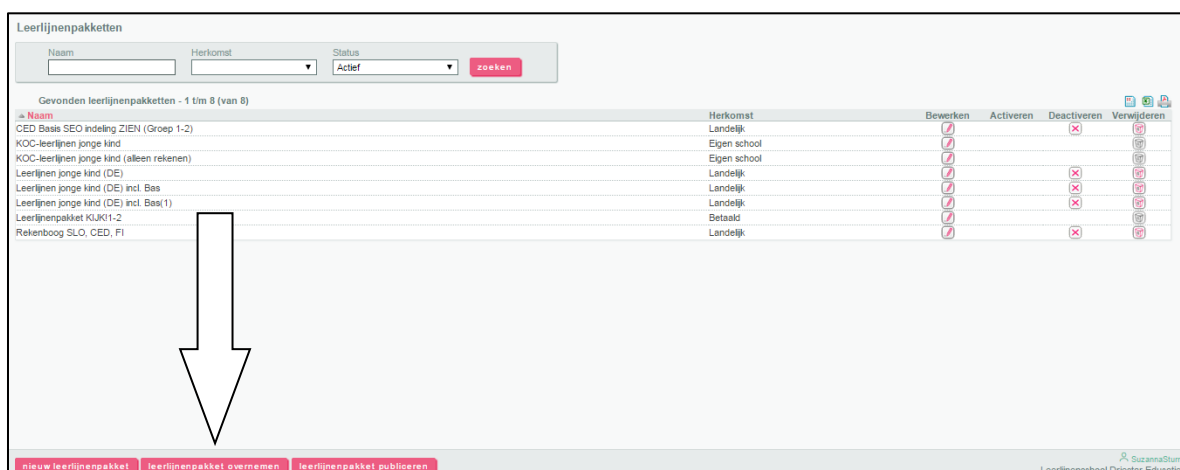 Leerlijnenpakketten
Naam Herkomst Status
Actief zoeken
Gevonden leerlijnenpakketten - 1 t/m 8 (van 8)
Naam Herkomst Bewerken Activeren Deactiveren Verwijderen
CED Basis SEO indeling ZIEN (Groep 1-2) Landelijk
KOC-leerlijnen jonge kind Eigen school
KOC-leerlijnen jonge kind (alleen rekenen) Eigen school
Leerlijnen jonge kind (DE) Landelijk
Leerlijnen jonge kind (DE) incl. Bas Landelijk
Leerlijnen jonge kind (DE) incl. Bas(1) Landelijk
Leerlijnenpakket KIJK!1-2 Betaald
Rekenboog SLO, CED, FI Landelijk
nieuw leerlijnenpakket leerlijnenpakket overnemen leerlijnenpakket publiceren
SuzannaStum